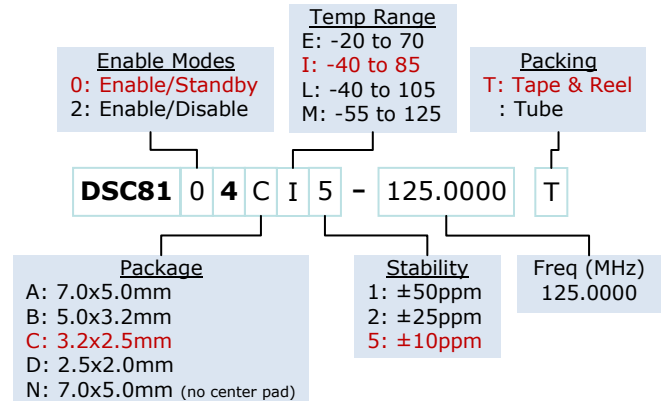 Enable Modes
0: Enable/Standby
2: Enable/Disable
Temp Range
E: -20 to 70
I: -40 to 85
L: -40 to 105
M: -55 to 125
Packing
T: Tape & Reel
: Tube
DSC81 0 4 C I 5 - 125.0000 T
Package
A: 7.0x5.0mm
B: 5.0x3.2mm
C: 3.2x2.5mm
D: 2.5x2.0mm
N: 7.0x5.0mm (no center pad)
Stability
1: ±50ppm
2: ±25ppm
5: ±10ppm
Freq (MHz)
125.0000